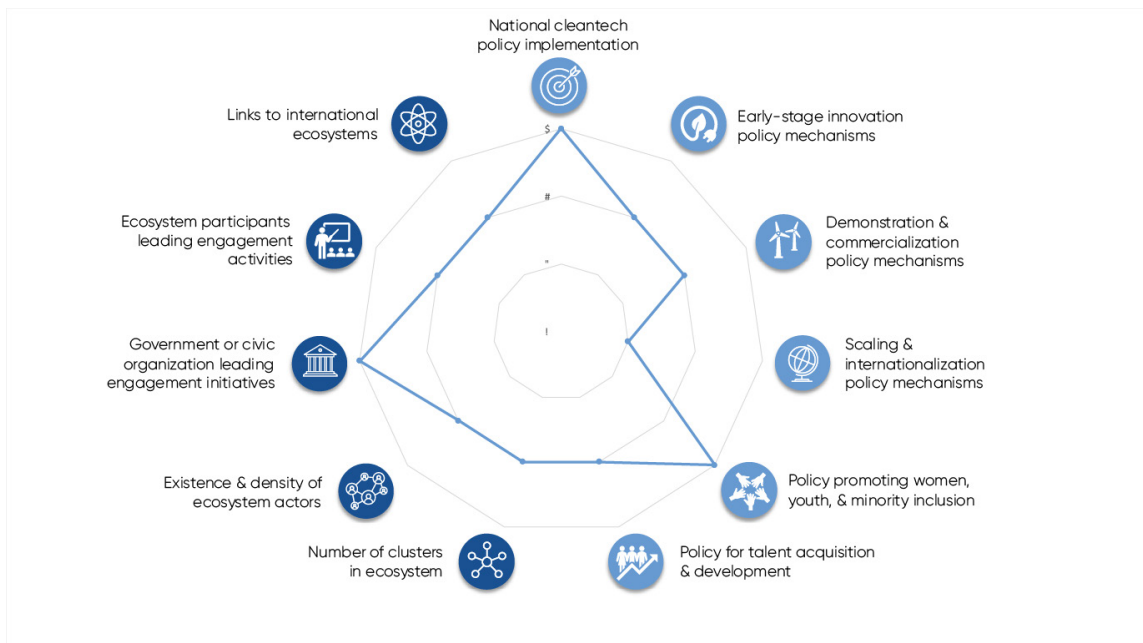 National cleantech
policy implementation
Early-stage innovation
policy mechanisms
Demonstration &
commercialization
policy mechanisms
Scaling &
internationalization
policy mechanisms
Policy promoting women,
youth, & minority inclusion
Policy for talent acquisition
& development
Number of clusters
in ecosystem
Existence & density of
ecosystem actors
Government or civic
organization leading
engagement initiatives
Ecosystem participants
leading engagement
activities
Links to international
ecosystems
$
#
"
!